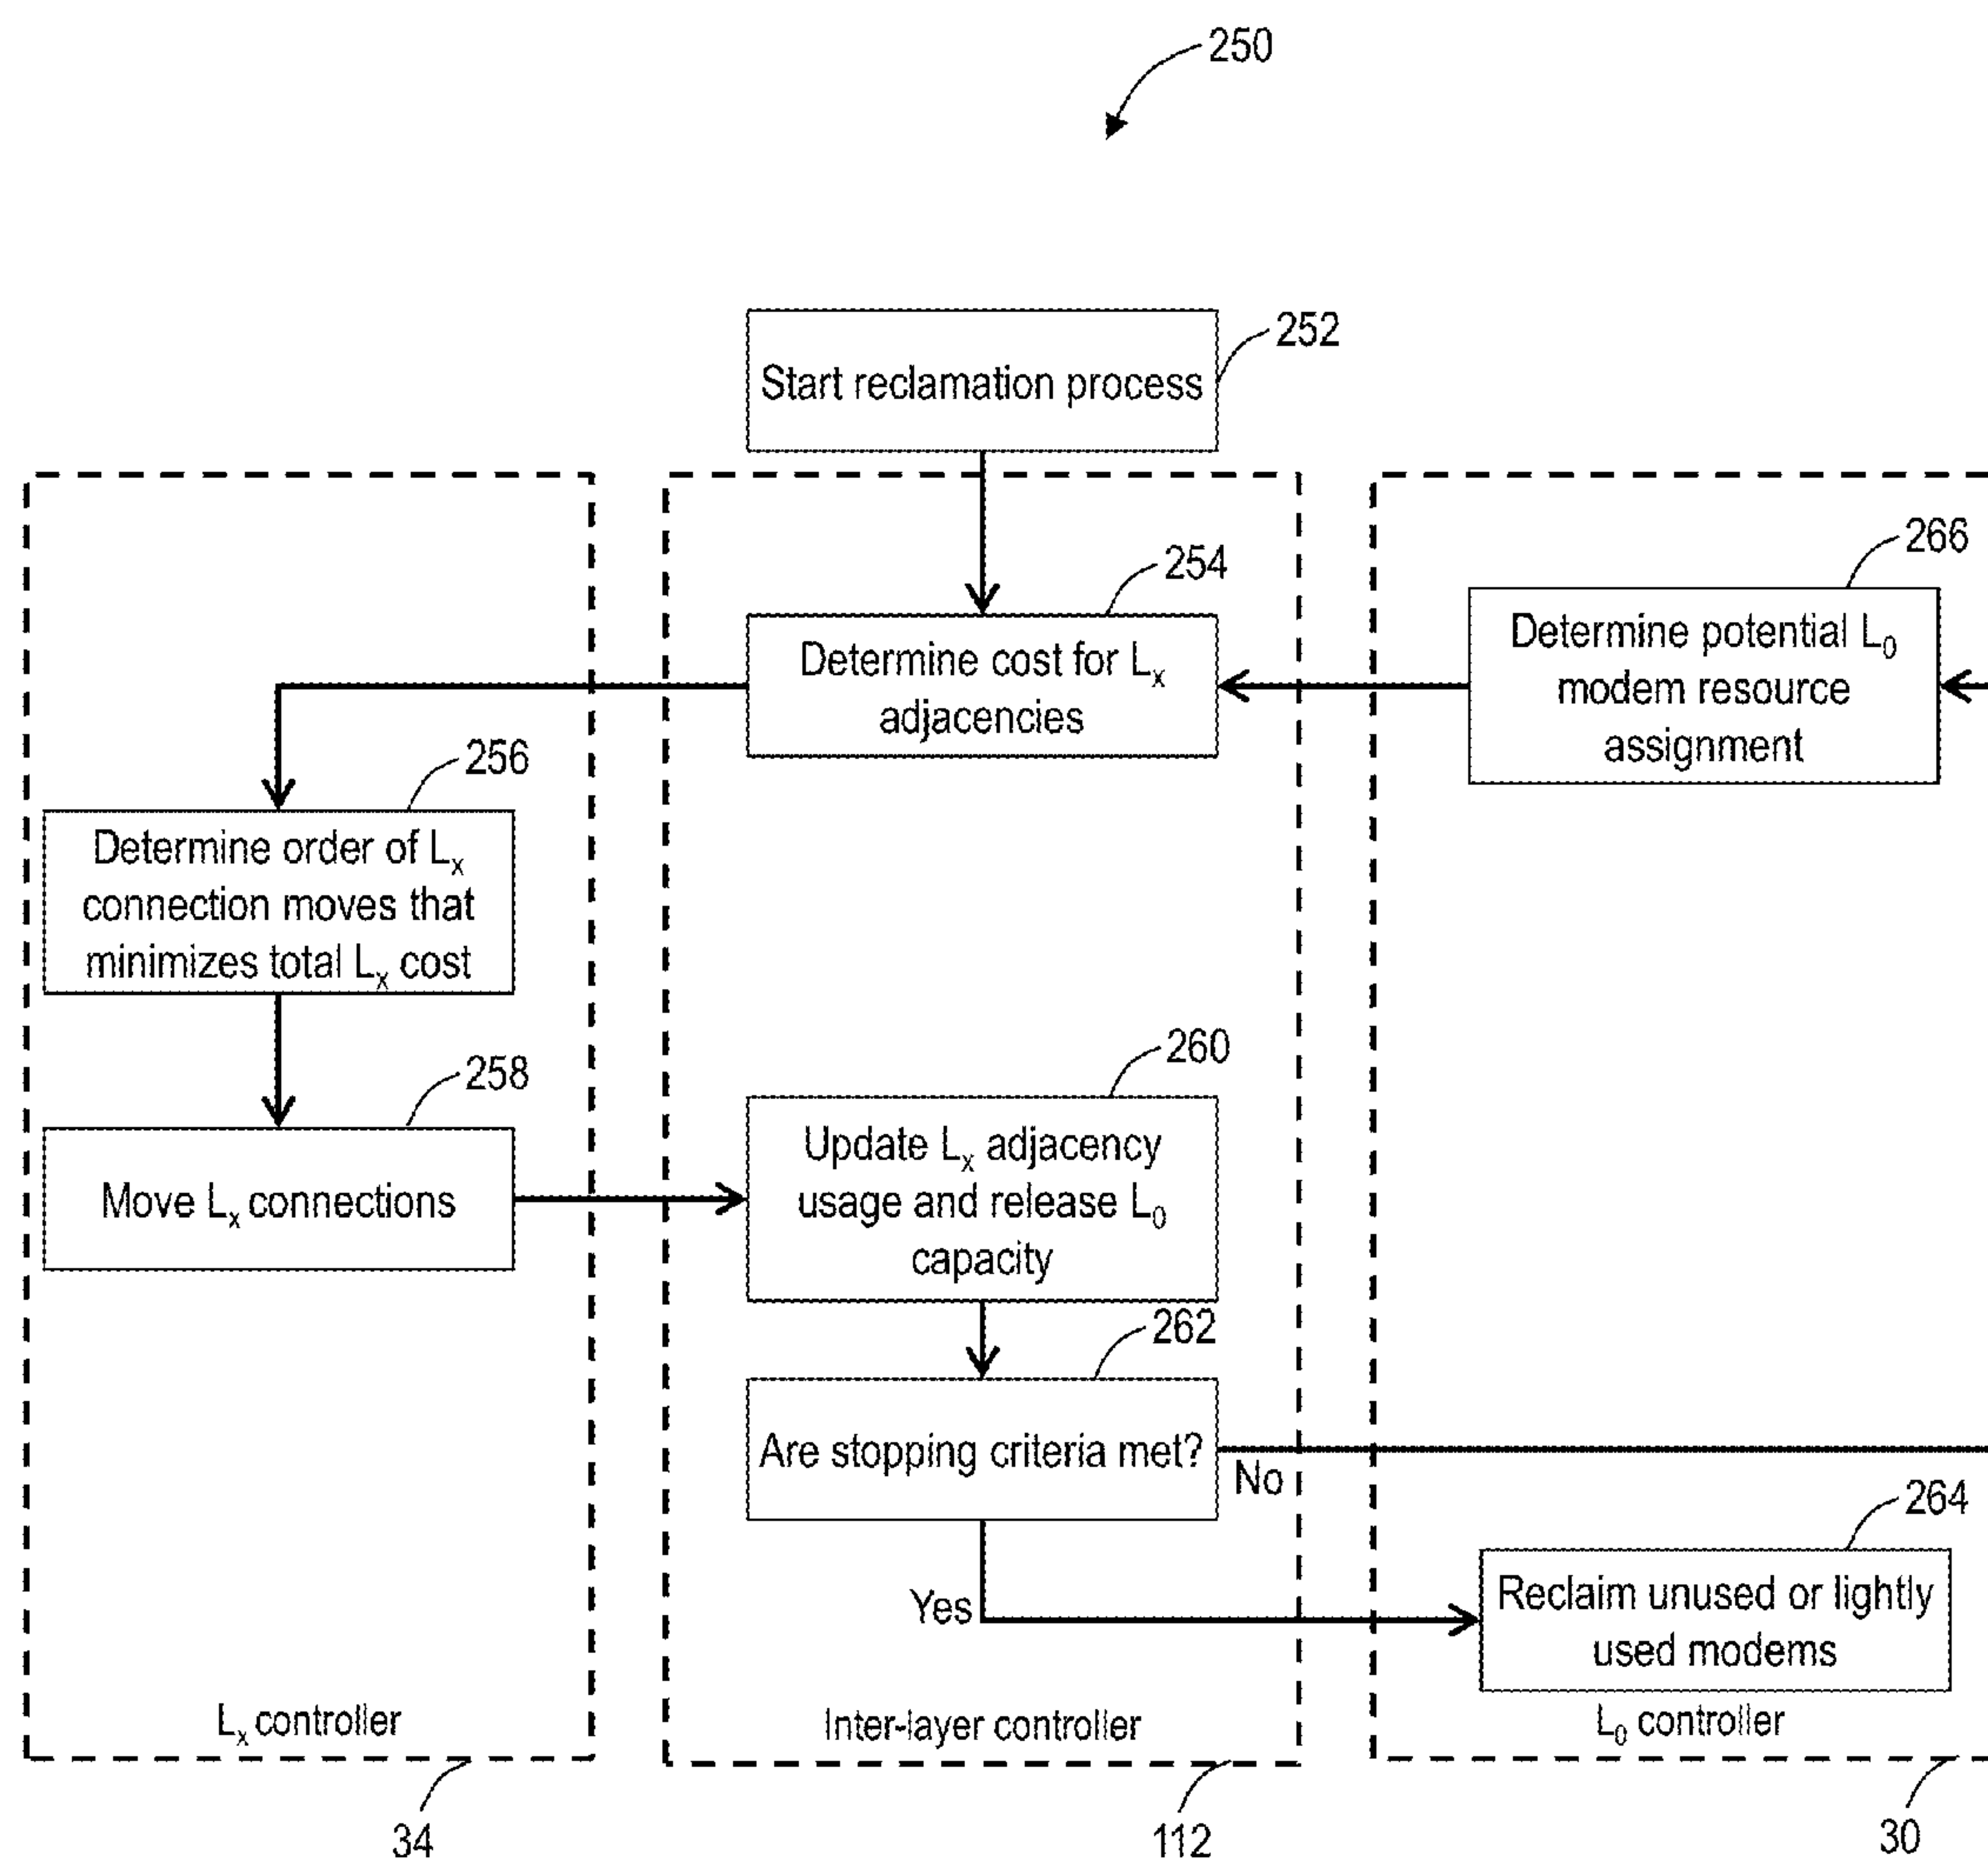 250
252
Start reclamation process
254
Determine cost for Lₓ
adjacencies
266
Determine potential L₀
modem resource
assignment
256
Determine order of Lₓ
connection moves that
minimizes total Lₓ cost
258
Move Lₓ connections
260
Update Lₓ adjacency
usage and release L₀
capacity
262
Are stopping criteria met?
No
Yes
264
Reclaim unused or lightly
used modems
Lₓ controller
Inter-layer controller
L₀ controller
34
112
30